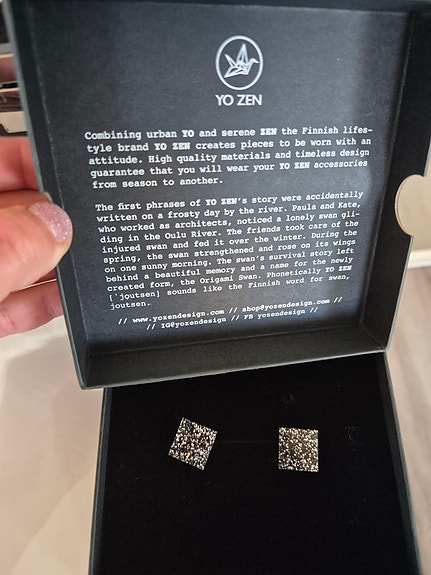 YO ZEN
Combining urban YO and serene ZEN the Finnish lifes-
tyle brand YO ZEN creates pieces to be worn with an
attitude. High quality materials and timeless design
guarantee that you will wear your YO ZEN accessories
from season to another.
The first phrases of YO ZEN's story were accidentally
written on a frosty day by the river. Paula and Kata,
who worked as architects, noticed a lonely swan gli-
ding in the Oulu River. The friends took care of the
injured swan and fed it over the winter. During the
spring, the swan strengthened and rose on its wings
on one sunny morning. The swan's survival story left
behind a beautiful memory and a name for the newly
created form, the Origami Swan. Phonetically YO ZEN
[ˈjoutsen] sounds like the Finnish word for swan,
joutsen.
// www.yozendesign.com // shop@yozendesign.com //
// IG@yozendesign // FB yozendesign //